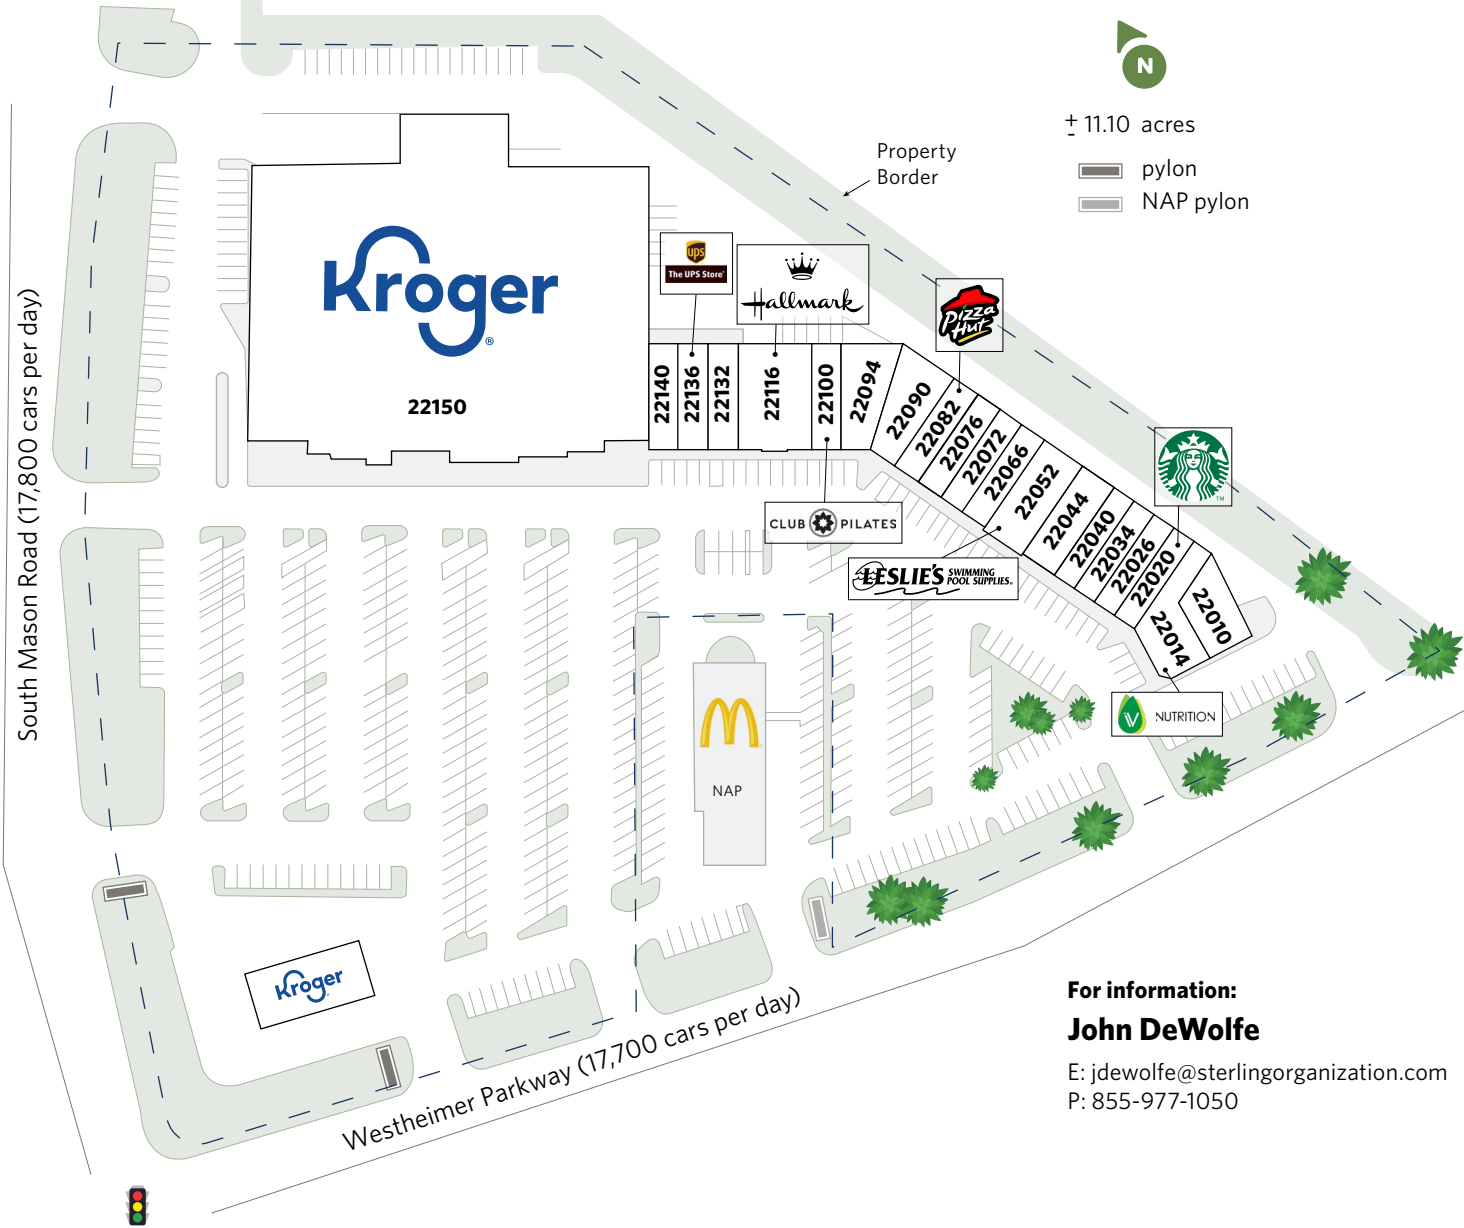 N
± 11.10 acres
pylon
NAP pylon
Property
Border
South Mason Road (17,800 cars per day)
Kroger®
22150
ups
The UPS Store®
Hallmark
Pizza
Hut
22140
22136
22132
22116
22100
22094
22090
22082
22076
22072
22066
22052
22044
22040
22034
22026
22020
22014
22010
TM
CLUB PILATES
LESLIE'S SWIMMING
POOL SUPPLIES®
iV NUTRITION
NAP
Kroger
Westheimer Parkway (17,700 cars per day)
For information:
John DeWolfe
E: jdewolfe@sterlingorganization.com
P: 855-977-1050